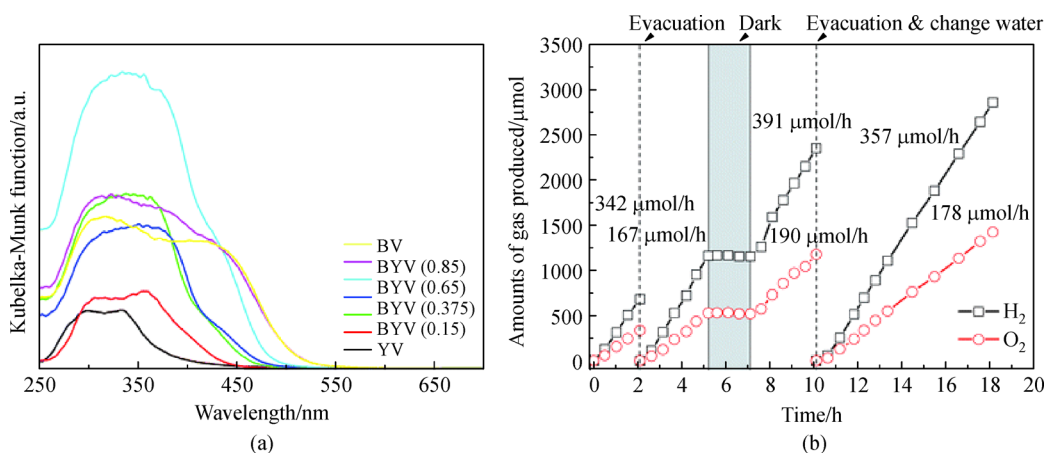 Kubelka-Munk function/a.u.
BV
BYV (0.85)
BYV (0.65)
BYV (0.375)
BYV (0.15)
YV
250 350 450 550 650
Wavelength/nm
(a)
Evacuation Dark Evacuation & change water
Amounts of gas produced/μmol
3500
3000
2500
2000
1500
1000
500
0
342 μmol/h
167 μmol/h
391 μmol/h
190 μmol/h
357 μmol/h
178 μmol/h
H2
O2
0 2 4 6 8 10 12 14 16 18 20
Time/h
(b)